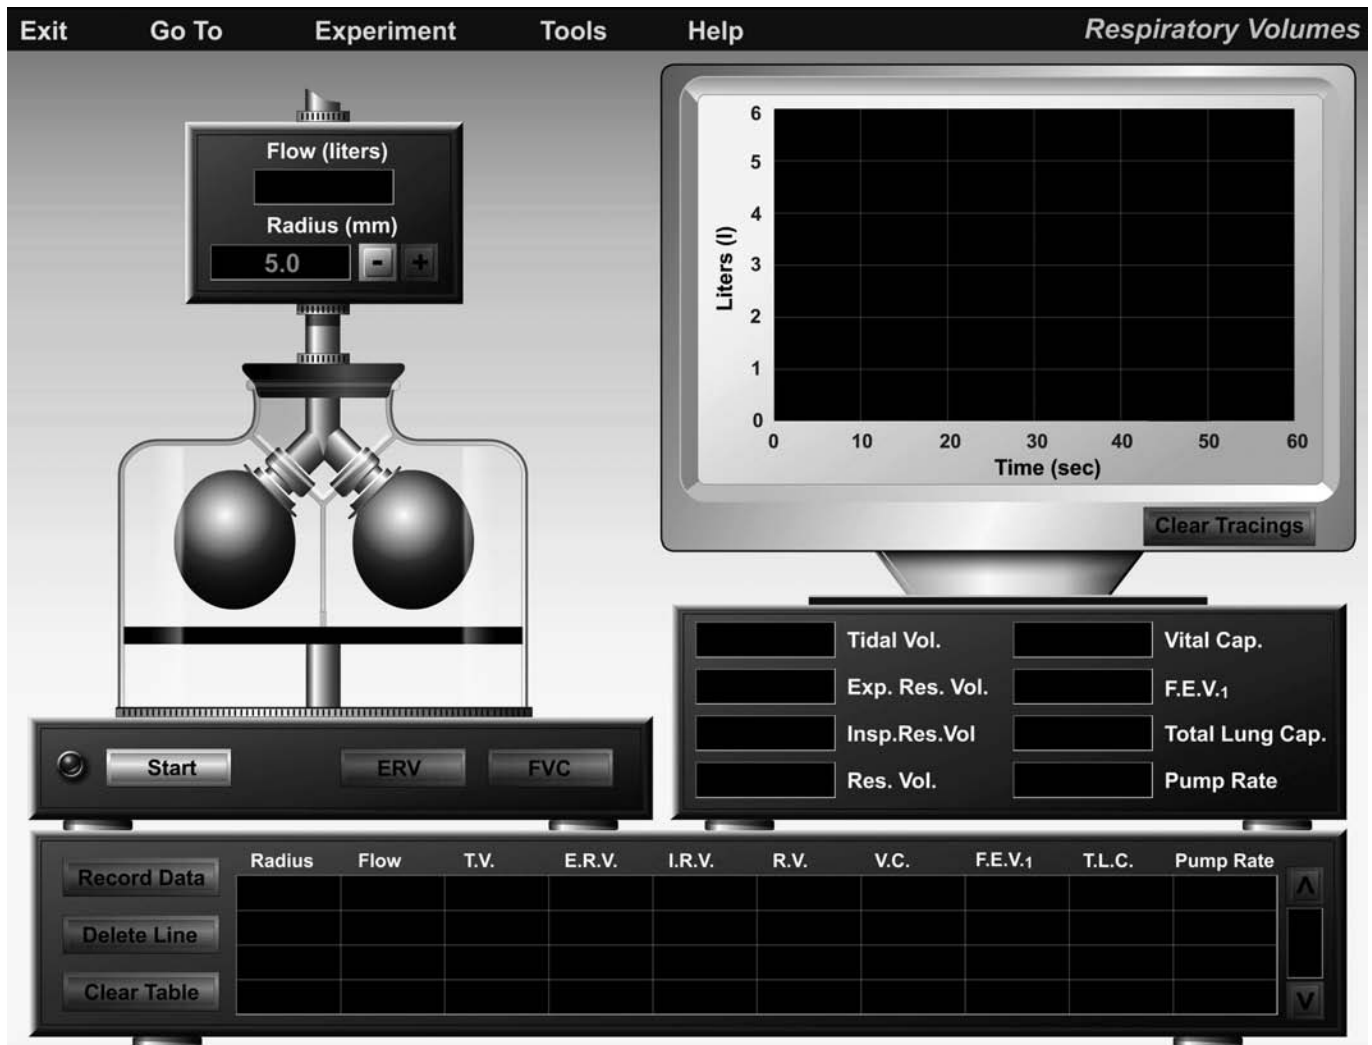 Exit Go To Experiment Tools Help Respiratory Volumes
Flow (liters)
Radius (mm)
5.0 - +
6
5
4
3
2
1
0
Liters (l)
0 10 20 30 40 50 60
Time (sec)
Clear Tracings
Tidal Vol. Vital Cap.
Exp. Res. Vol. F.E.V.1
Insp.Res.Vol Total Lung Cap.
Res. Vol. Pump Rate
Start ERV FVC
Radius Flow T.V. E.R.V. I.R.V. R.V. V.C. F.E.V.1 T.L.C. Pump Rate
Record Data
Delete Line
Clear Table